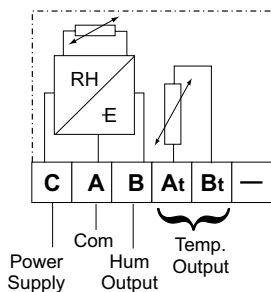 RH
E
C A B At Bt —
Com
Power Supply
Hum Output
Temp. Output